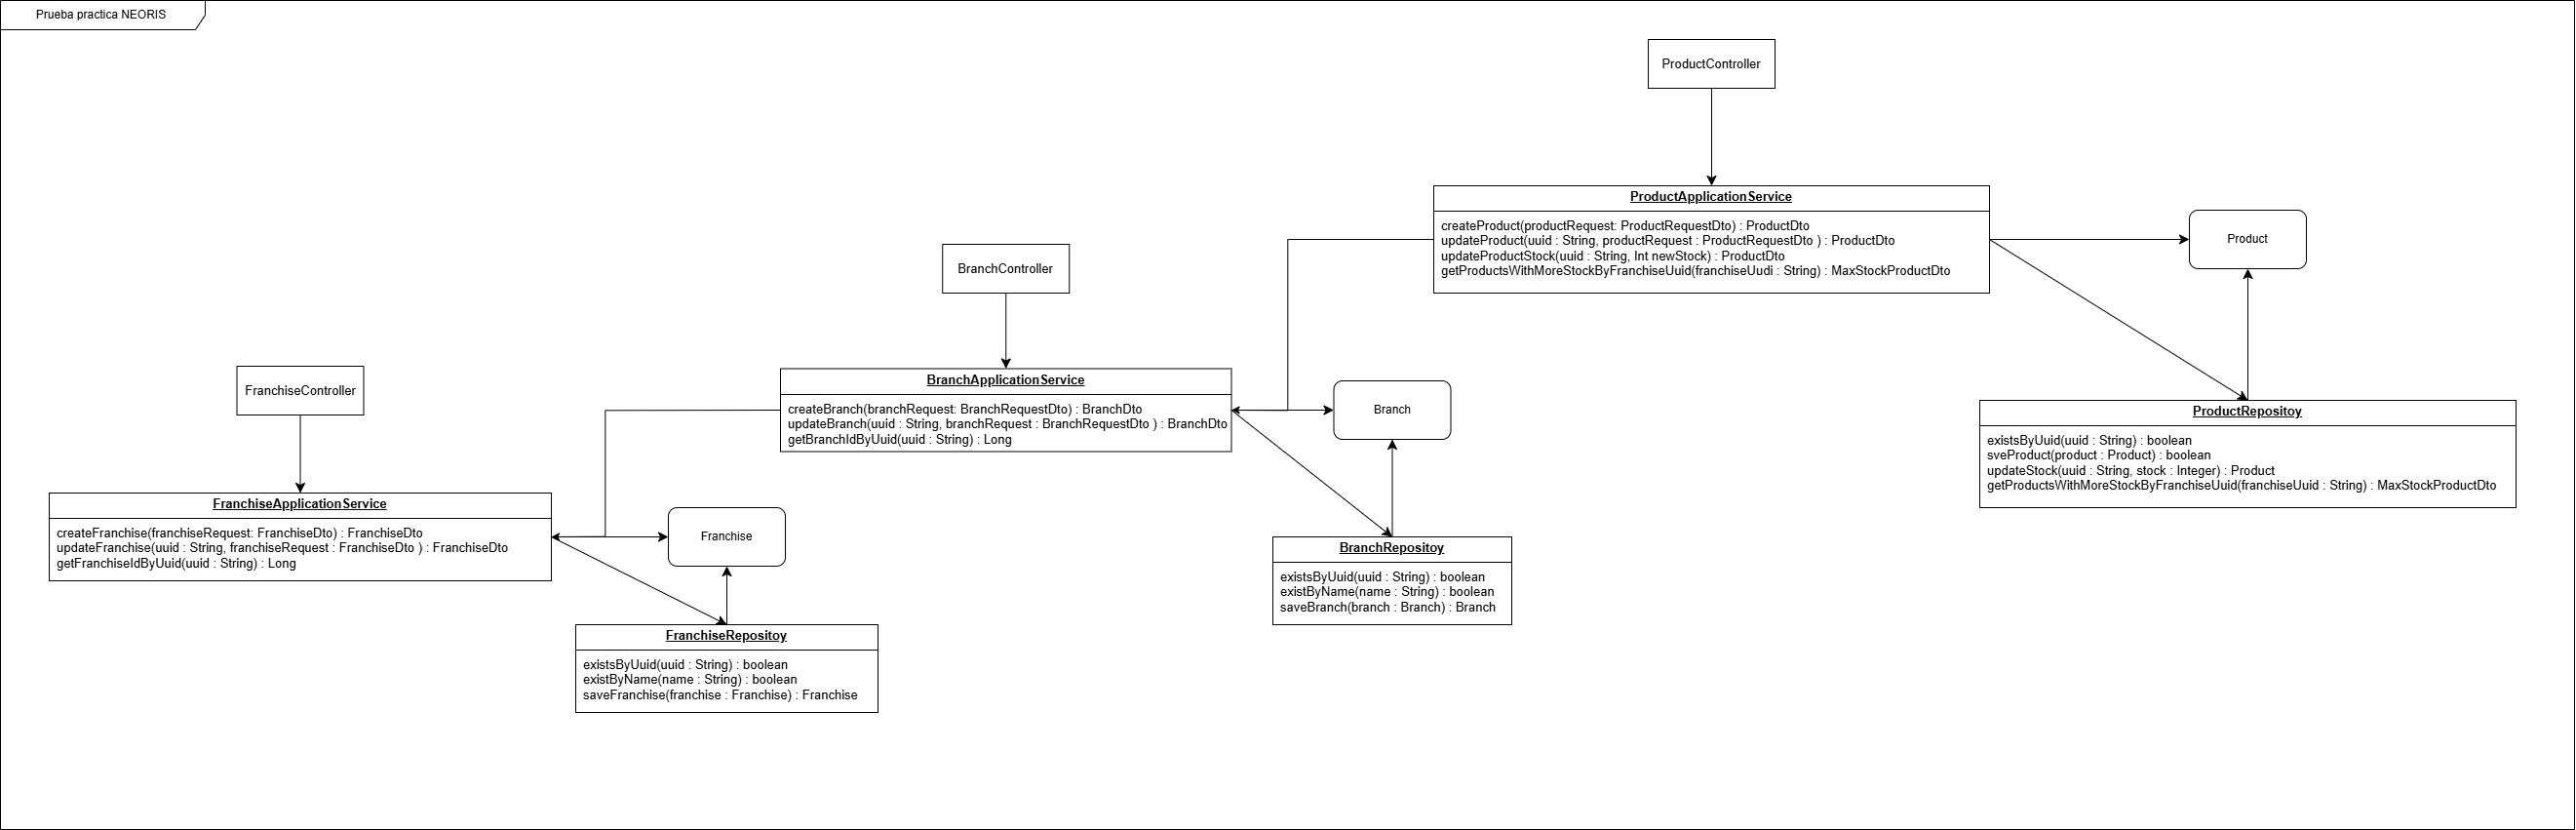 Prueba practica NEORIS
ProductController
ProductApplicationService
createProduct(productRequest: ProductRequestDto) : ProductDto
updateProduct(uuid : String, productRequest : ProductRequestDto ) : ProductDto
updateProductStock(uuid : String, Int newStock) : ProductDto
getProductsWithMoreStockByFranchiseUuid(franchiseUudi : String) : MaxStockProductDto
Product
BranchController
BranchApplicationService
createBranch(branchRequest: BranchRequestDto) : BranchDto
updateBranch(uuid : String, branchRequest : BranchRequestDto ) : BranchDto
getBranchIdByUuid(uuid : String) : Long
Branch
ProductRepositoy
existsByUuid(uuid : String) : boolean
sveProduct(product : Product) : boolean
updateStock(uuid : String, stock : Integer) : Product
getProductsWithMoreStockByFranchiseUuid(franchiseUuid : String) : MaxStockProductDto
FranchiseController
FranchiseApplicationService
createFranchise(franchiseRequest: FranchiseDto) : FranchiseDto
updateFranchise(uuid : String, franchiseRequest : FranchiseDto ) : FranchiseDto
getFranchiseIdByUuid(uuid : String) : Long
Franchise
BranchRepositoy
existsByUuid(uuid : String) : boolean
existByName(name : String) : boolean
saveBranch(branch : Branch) : Branch
FranchiseRepositoy
existsByUuid(uuid : String) : boolean
existByName(name : String) : boolean
saveFranchise(franchise : Franchise) : Franchise